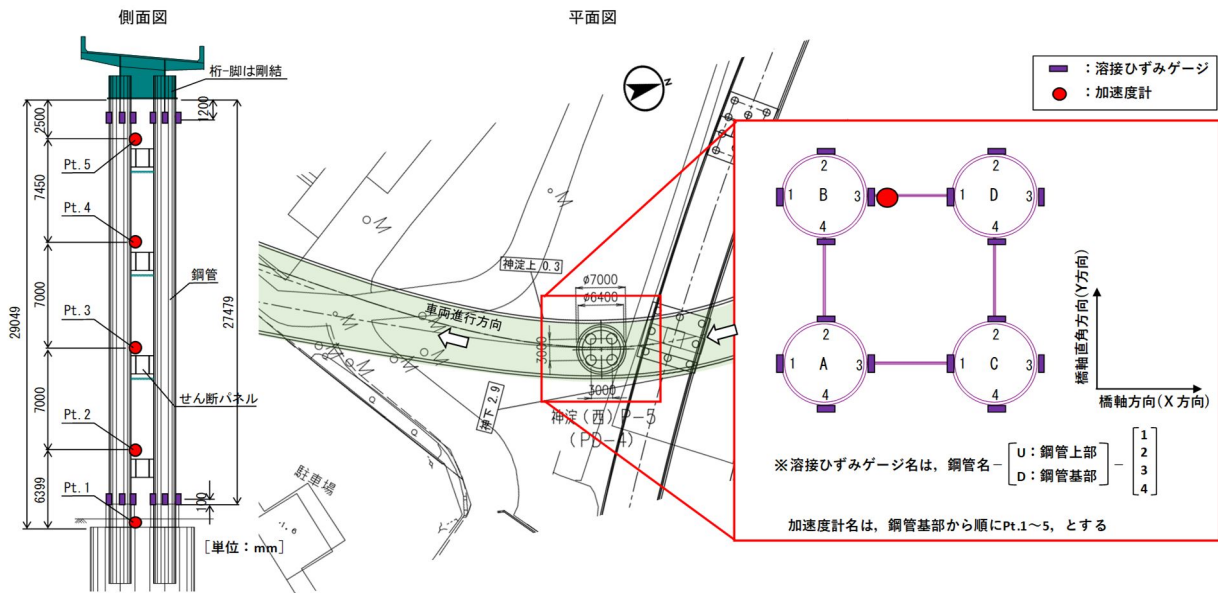 側面図
平面図
桁-脚は剛結
2500
1200
Pt.5
7450
Pt.4
7000
鋼管
29049
27479
Pt.3
7000
せん断パネル
Pt.2
6399
100
Pt.1
[単位：mm]
N
神淀上/0.3
φ7000
φ6400
車両進行方向
3000
3000
神下 2.9
神淀(西)P-5
(PD-4)
駐車場
：溶接ひずみゲージ
：加速度計
2
1 B 3
4
2
1 D 3
4
2
1 A 3
4
2
1 C 3
4
橋軸直角方向(Y方向)
橋軸方向(X方向)
※溶接ひずみゲージ名は，鋼管名－[U：鋼管上部 D：鋼管基部]－[1 2 3 4]
加速度計名は，鋼管基部から順にPt.1～5，とする